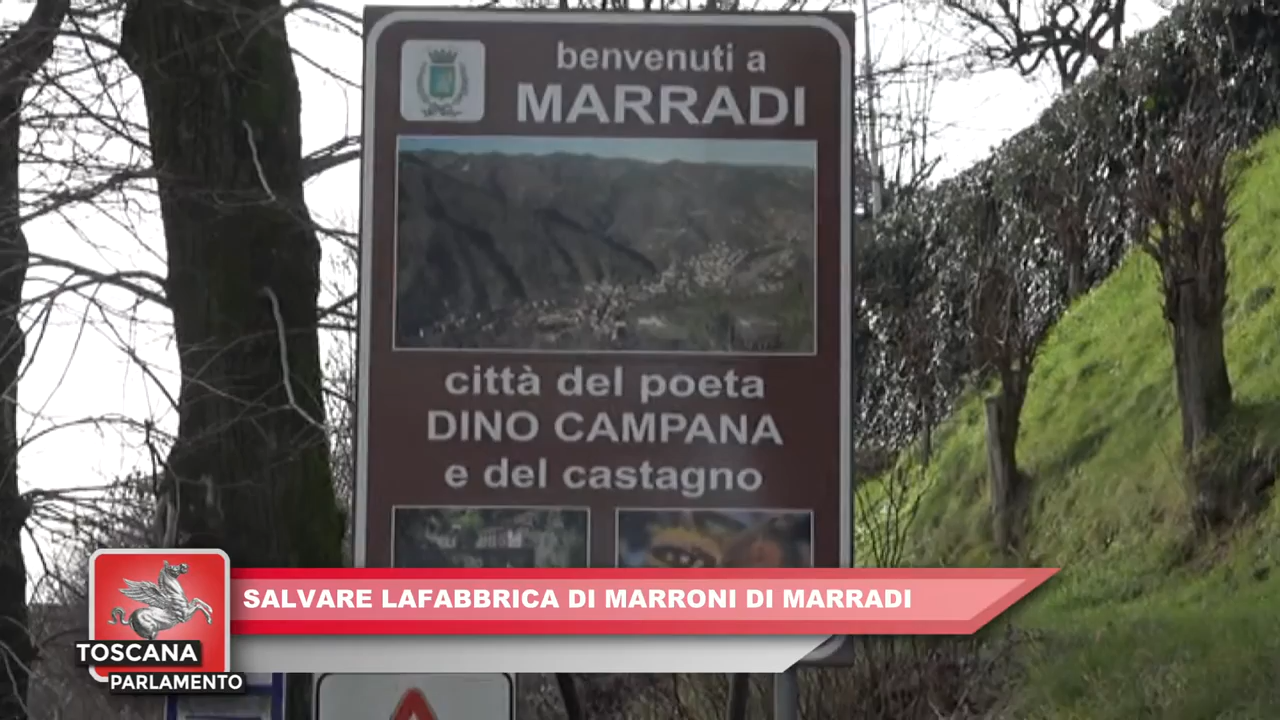 benvenuti a
MARRADI
città del poeta
DINO CAMPANA
e del castagno
SALVARE LAFABBRICA DI MARRONI DI MARRADI
TOSCANA
PARLAMENTO